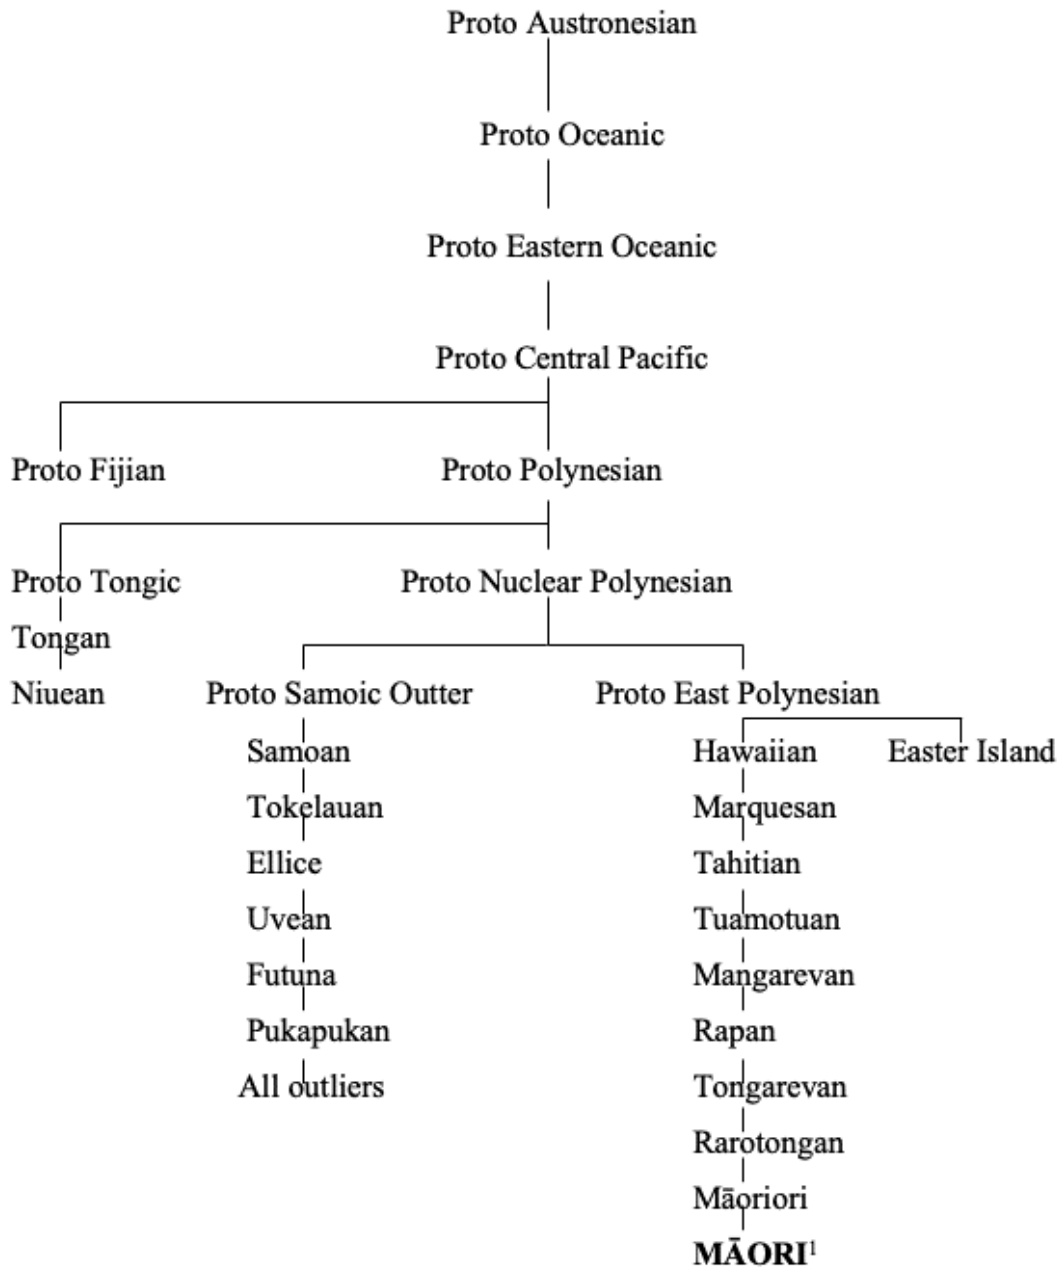 Proto Austronesian
Proto Oceanic
Proto Eastern Oceanic
Proto Central Pacific
Proto Fijian Proto Polynesian
Proto Tongic Proto Nuclear Polynesian
Tongan
Niuean Proto Samoic Outter Proto East Polynesian
Samoan Hawaiian Easter Island
Tokelauan Marquesan
Ellice Tahitian
Uvean Tuamotuan
Futuna Mangarevan
Pukapukan Rapan
All outliers Tongarevan
Rarotongan
Māoriori
MĀORI¹